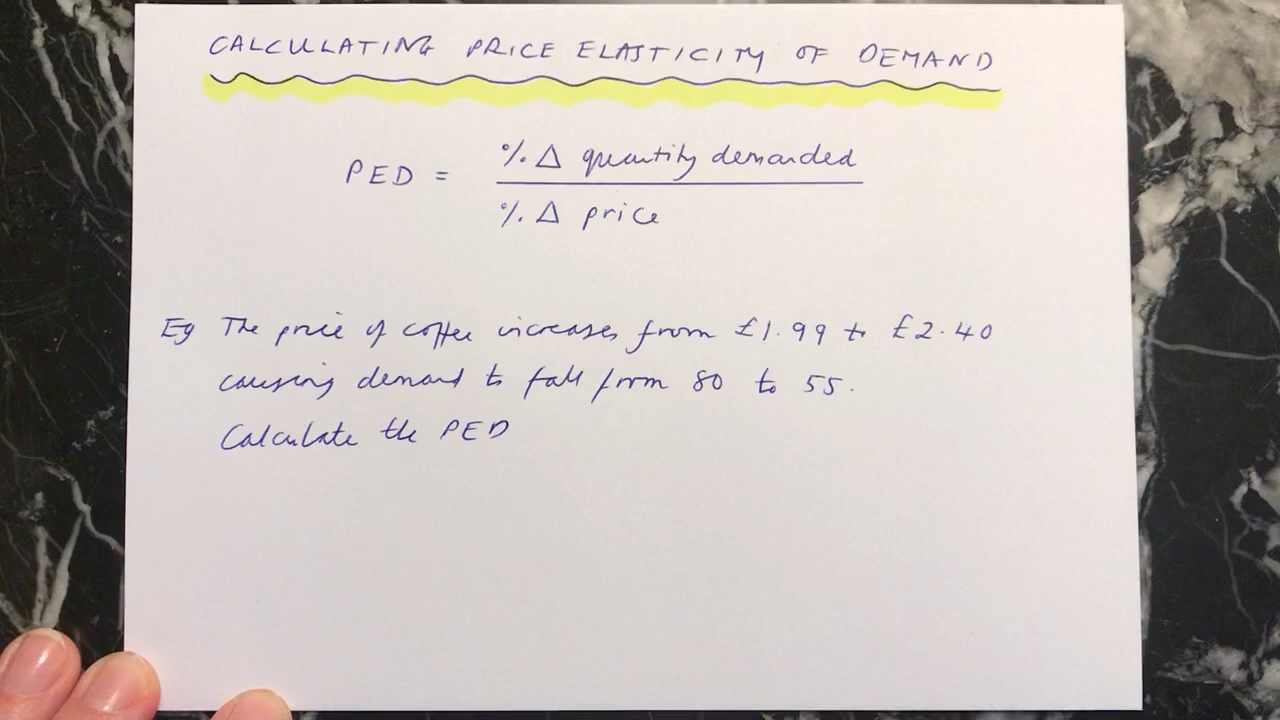 CALCULATING PRICE ELASTICITY OF DEMAND
PED = % Δ quantity demanded
% Δ price
Eg The price of coffee increases from £1.99 to £2.40
causing demand to fall from 80 to 55.
Calculate the PED